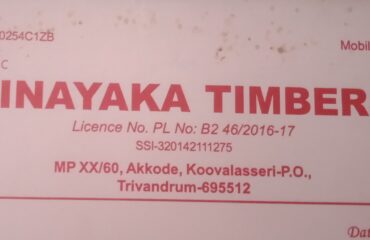 0254C1ZB
Mobil
C
INAYAKA TIMBER
Licence No. PL No: B2 46/2016-17
SSI-320142111275
MP XX/60, Akkode, Koovalasseri-P.O.,
Trivandrum-695512
Dat